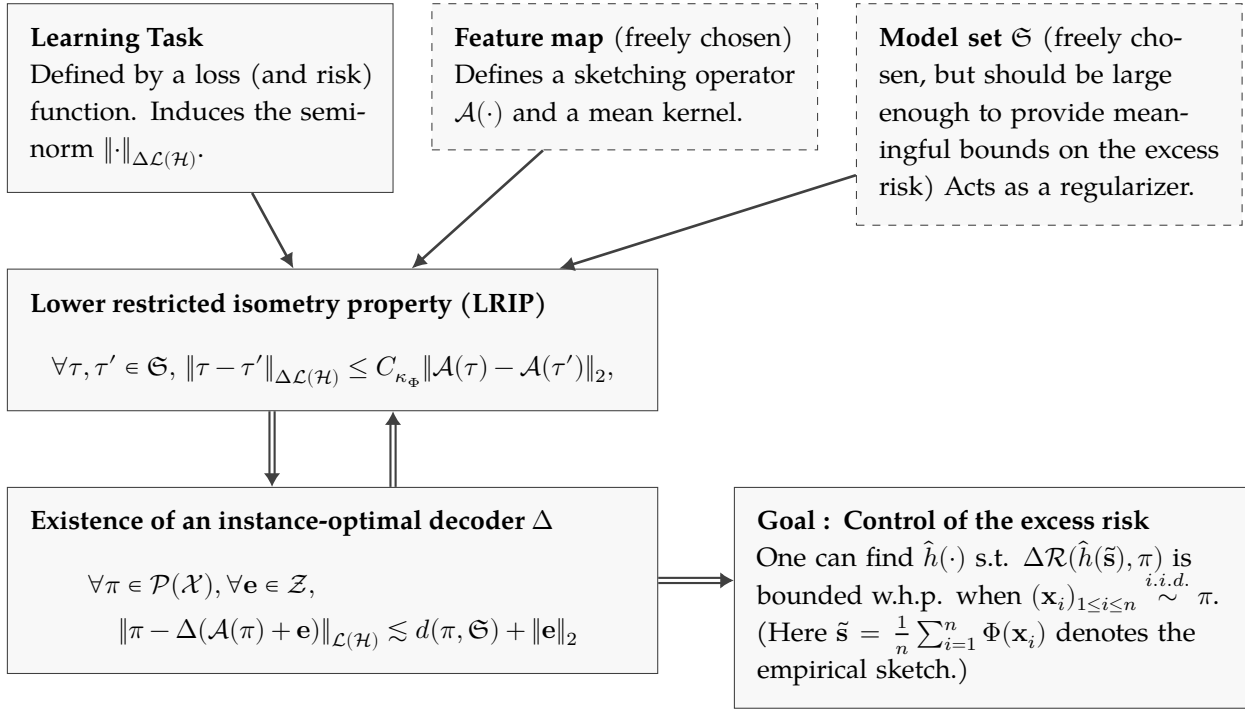 Learning Task
Defined by a loss (and risk)
function. Induces the semi-
norm ‖·‖_{Δℒ(ℋ)}.
Feature map (freely chosen)
Defines a sketching operator
𝒜(·) and a mean kernel.
Model set 𝔖 (freely cho-
sen, but should be large
enough to provide mean-
ingful bounds on the excess
risk) Acts as a regularizer.
Lower restricted isometry property (LRIP)
∀τ, τ′ ∈ 𝔖, ‖τ − τ′‖_{Δℒ(ℋ)} ≤ C_{κ_Φ}‖𝒜(τ) − 𝒜(τ′)‖₂,
Existence of an instance-optimal decoder Δ
∀π ∈ 𝒫(𝒳), ∀𝐞 ∈ 𝒵,
‖π − Δ(𝒜(π) + 𝐞)‖_{ℒ(ℋ)} ≲ d(π, 𝔖) + ‖𝐞‖₂
Goal : Control of the excess risk
One can find ĥ(·) s.t. Δℛ(ĥ(𝐬̃), π) is
bounded w.h.p. when (𝐱_i)_{1≤i≤n} \overset{i.i.d.}{∼} π.
(Here 𝐬̃ = \frac{1}{n} ∑_{i=1}^{n} Φ(𝐱_i) denotes the
empirical sketch.)